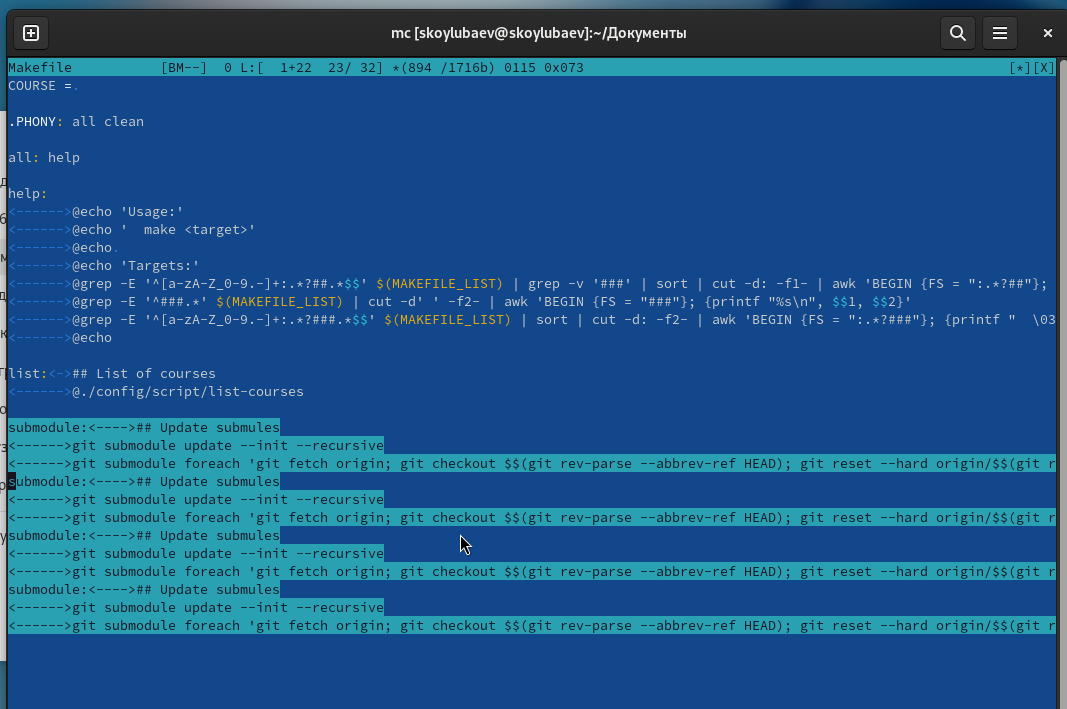 mc [skoylubaev@skoylubaev]:~/Документы
Makefile [BM--] 0 L:[ 1+22 23/ 32] *(894 /1716b) 0115 0x073 [*][X]
COURSE =.
.PHONY: all clean
all: help
help:
<------>@echo 'Usage:'
<------>@echo '  make <target>'
<------>@echo.
<------>@echo 'Targets:'
<------>@grep -E '^[a-zA-Z_0-9.-]+:.*?##.*$$' $(MAKEFILE_LIST) | grep -v '###' | sort | cut -d: -f1- | awk 'BEGIN {FS = ":.*?##"};
<------>@grep -E '^###.*' $(MAKEFILE_LIST) | cut -d' ' -f2- | awk 'BEGIN {FS = "###"}; {printf "%s\n", $$1, $$2}'
<------>@grep -E '^[a-zA-Z_0-9.-]+:.*?###.*$$' $(MAKEFILE_LIST) | sort | cut -d: -f2- | awk 'BEGIN {FS = ":.*?###"}; {printf "  \03
<------>@echo
list:<->## List of courses
<------>@./config/script/list-courses
submodule:<---->## Update submules
<------>git submodule update --init --recursive
<------>git submodule foreach 'git fetch origin; git checkout $$(git rev-parse --abbrev-ref HEAD); git reset --hard origin/$$(git r
submodule:<---->## Update submules
<------>git submodule update --init --recursive
<------>git submodule foreach 'git fetch origin; git checkout $$(git rev-parse --abbrev-ref HEAD); git reset --hard origin/$$(git r
submodule:<---->## Update submules
<------>git submodule update --init --recursive
<------>git submodule foreach 'git fetch origin; git checkout $$(git rev-parse --abbrev-ref HEAD); git reset --hard origin/$$(git r
submodule:<---->## Update submules
<------>git submodule update --init --recursive
<------>git submodule foreach 'git fetch origin; git checkout $$(git rev-parse --abbrev-ref HEAD); git reset --hard origin/$$(git r